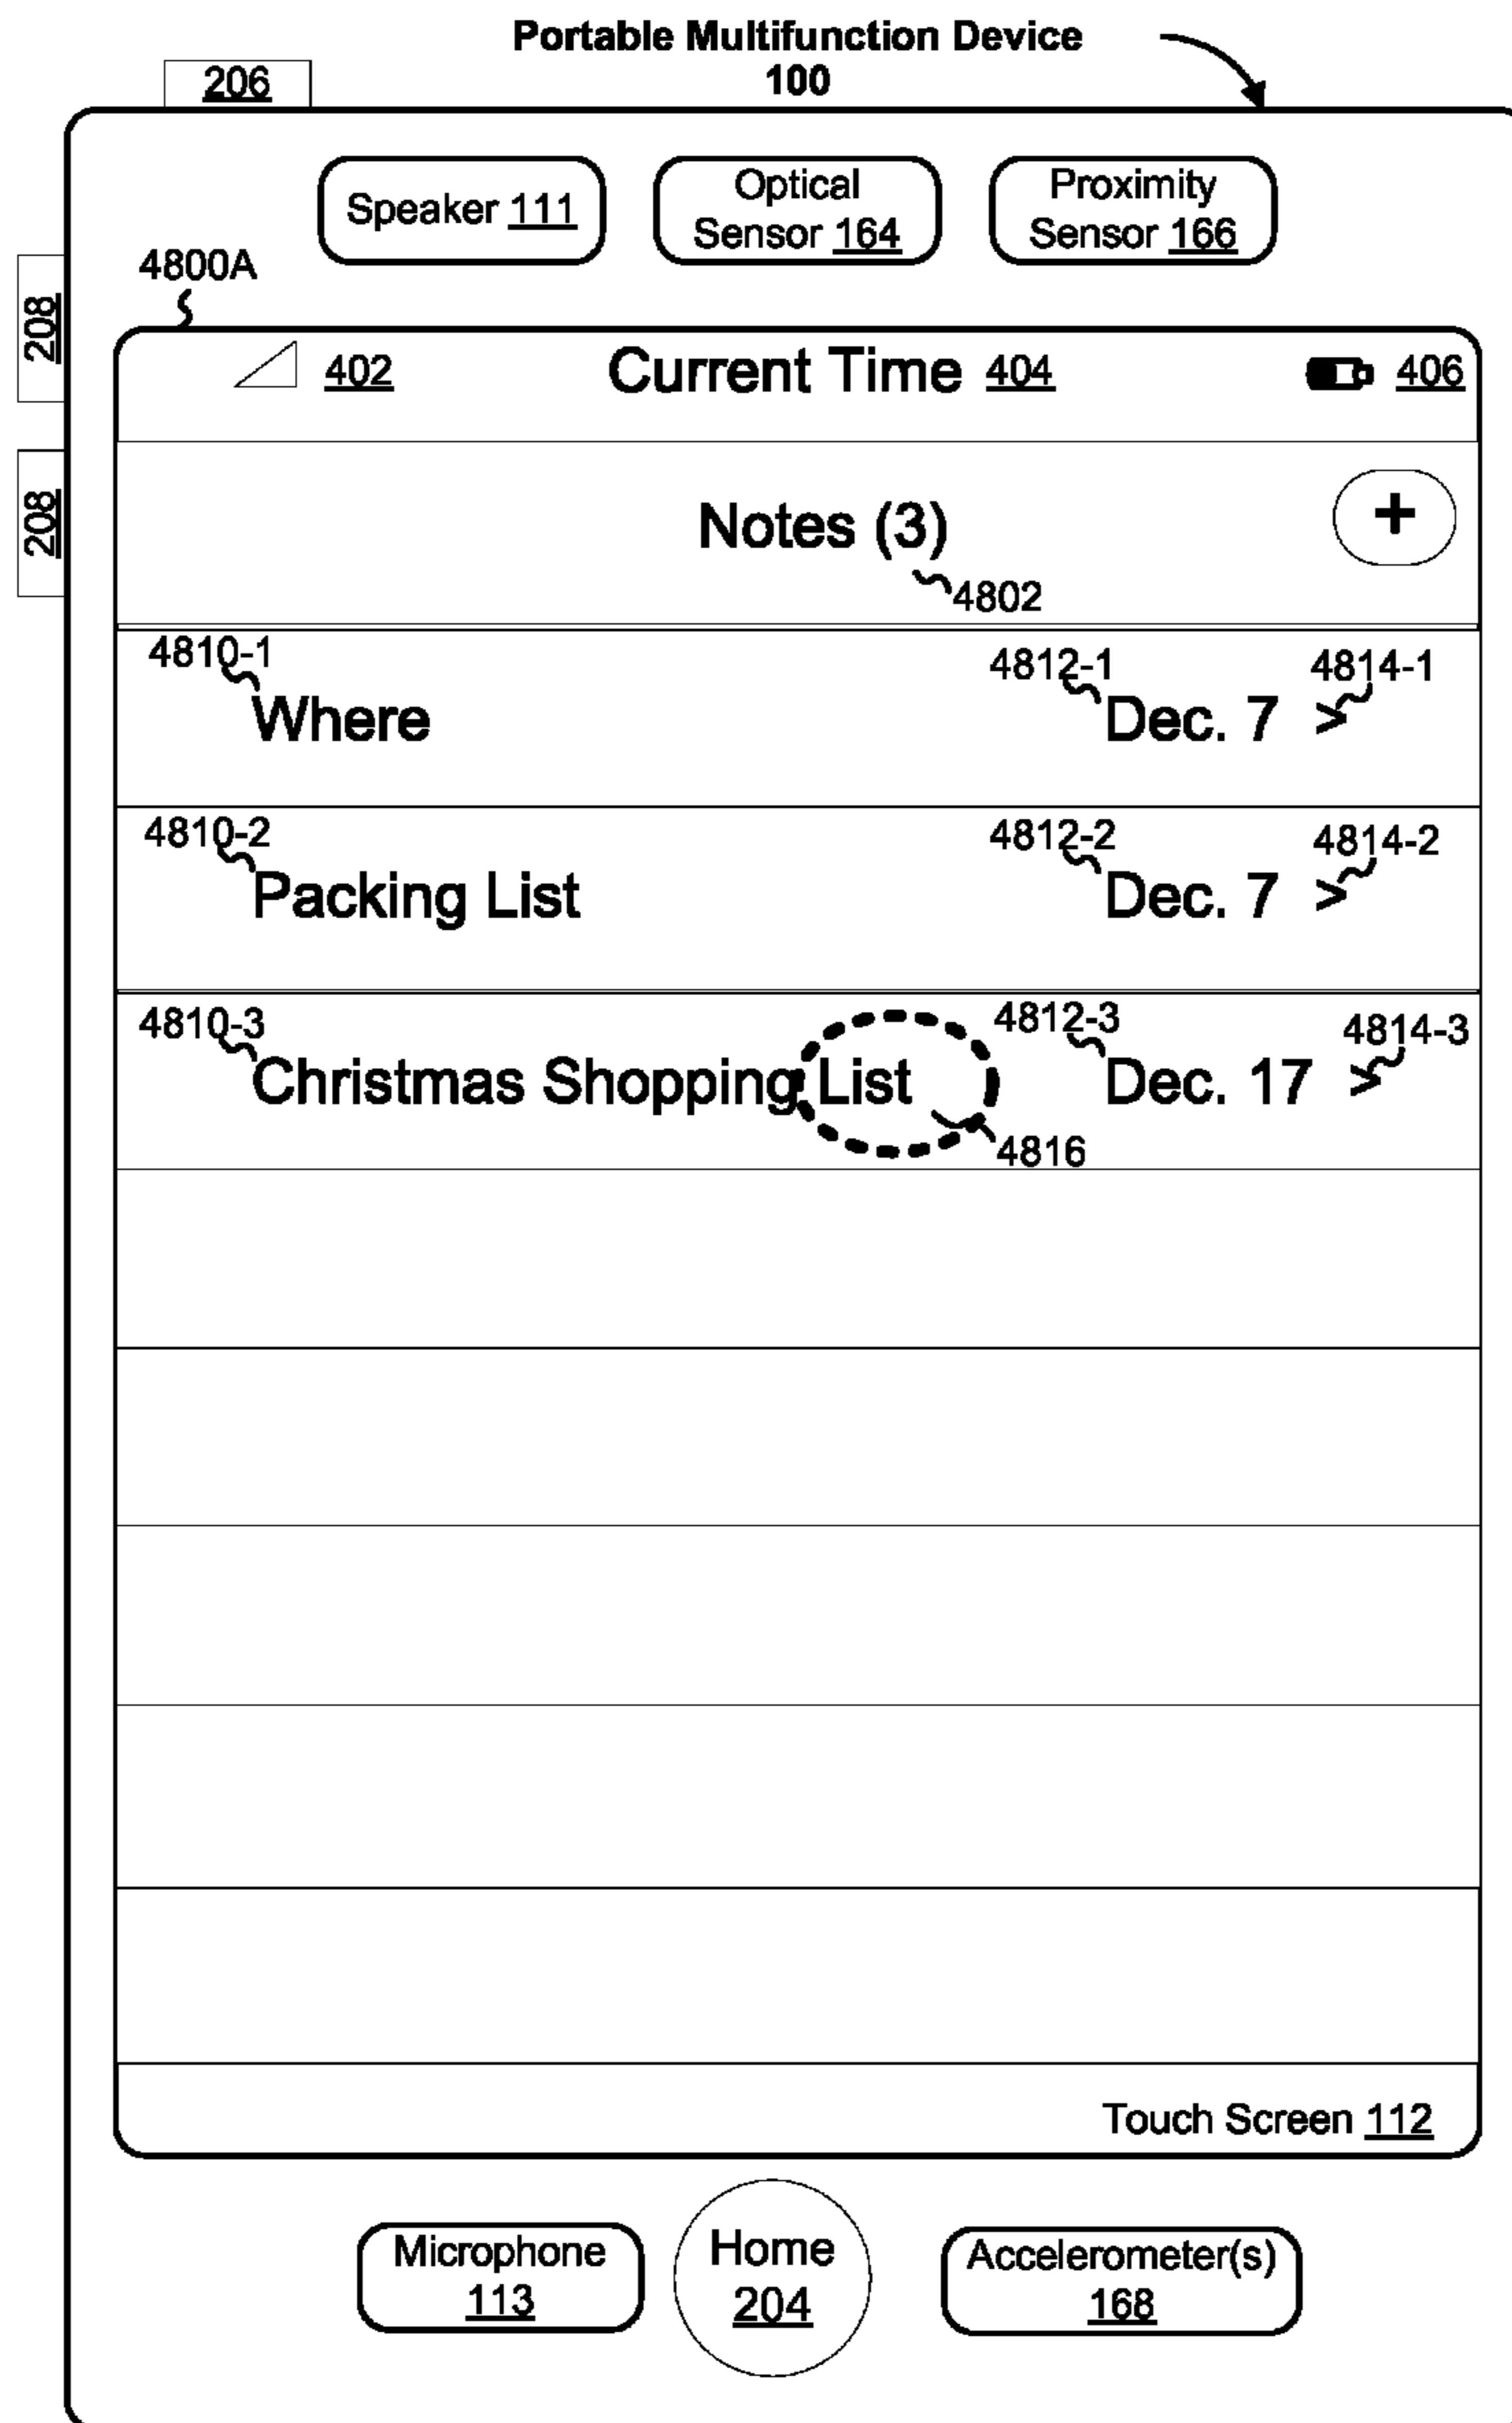 Portable Multifunction Device
100
206
Speaker 111
Optical
Sensor 164
Proximity
Sensor 166
4800A
208
208
402
Current Time 404
406
Notes (3)
+
4802
4810-1
4812-1
4814-1
Where
Dec. 7 >
4810-2
4812-2
4814-2
Packing List
Dec. 7 >
4810-3
4812-3
4814-3
Christmas Shopping List
Dec. 17 >
4816
Touch Screen 112
Microphone
113
Home
204
Accelerometer(s)
168